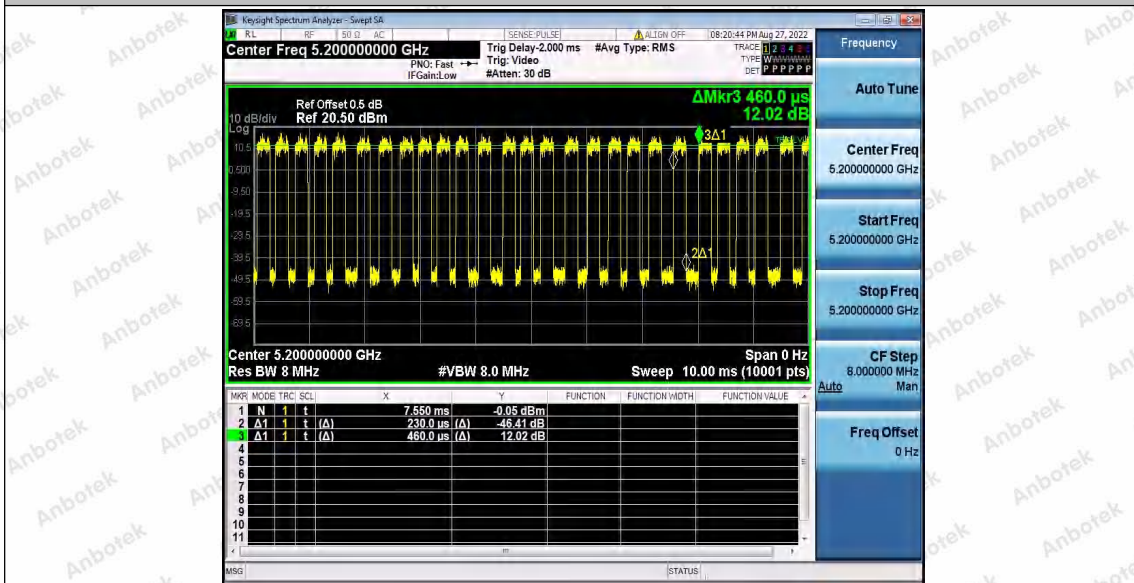 Keysight Spectrum Analyzer - Swept SA
RL RF 50 Ω AC SENSE:PULSE ALIGN OFF 08:20:44 PM Aug 27, 2022
Center Freq 5.200000000 GHz
Trig Delay-2.000 ms #Avg Type: RMS
PNO: Fast Trig: Video
IFGain:Low #Atten: 30 dB
TRACE 1 2 3 4 5 6
TYPE WWWWWW
DET P P P P P P
Frequency
ΔMkr3 460.0 µs
12.02 dB
Ref Offset 0.5 dB
10 dB/div Ref 20.50 dBm
Log
10.5
0.500
-9.50
-19.5
-29.5
-39.5
-49.5
-59.5
-69.5
3Δ1
2Δ1
Center 5.200000000 GHz Span 0 Hz
Res BW 8 MHz #VBW 8.0 MHz Sweep 10.00 ms (10001 pts)
MKR MODE TRC SCL X Y FUNCTION FUNCTION WIDTH FUNCTION VALUE
1 N 1 t 7.550 ms -0.05 dBm
2 Δ1 1 t (Δ) 230.0 µs (Δ) -46.41 dB
3 Δ1 1 t (Δ) 460.0 µs (Δ) 12.02 dB
4
5
6
7
8
9
10
11
MSG STATUS
Auto Tune
Center Freq
5.200000000 GHz
Start Freq
5.200000000 GHz
Stop Freq
5.200000000 GHz
CF Step
8.000000 MHz
Auto Man
Freq Offset
0 Hz
Anbotek